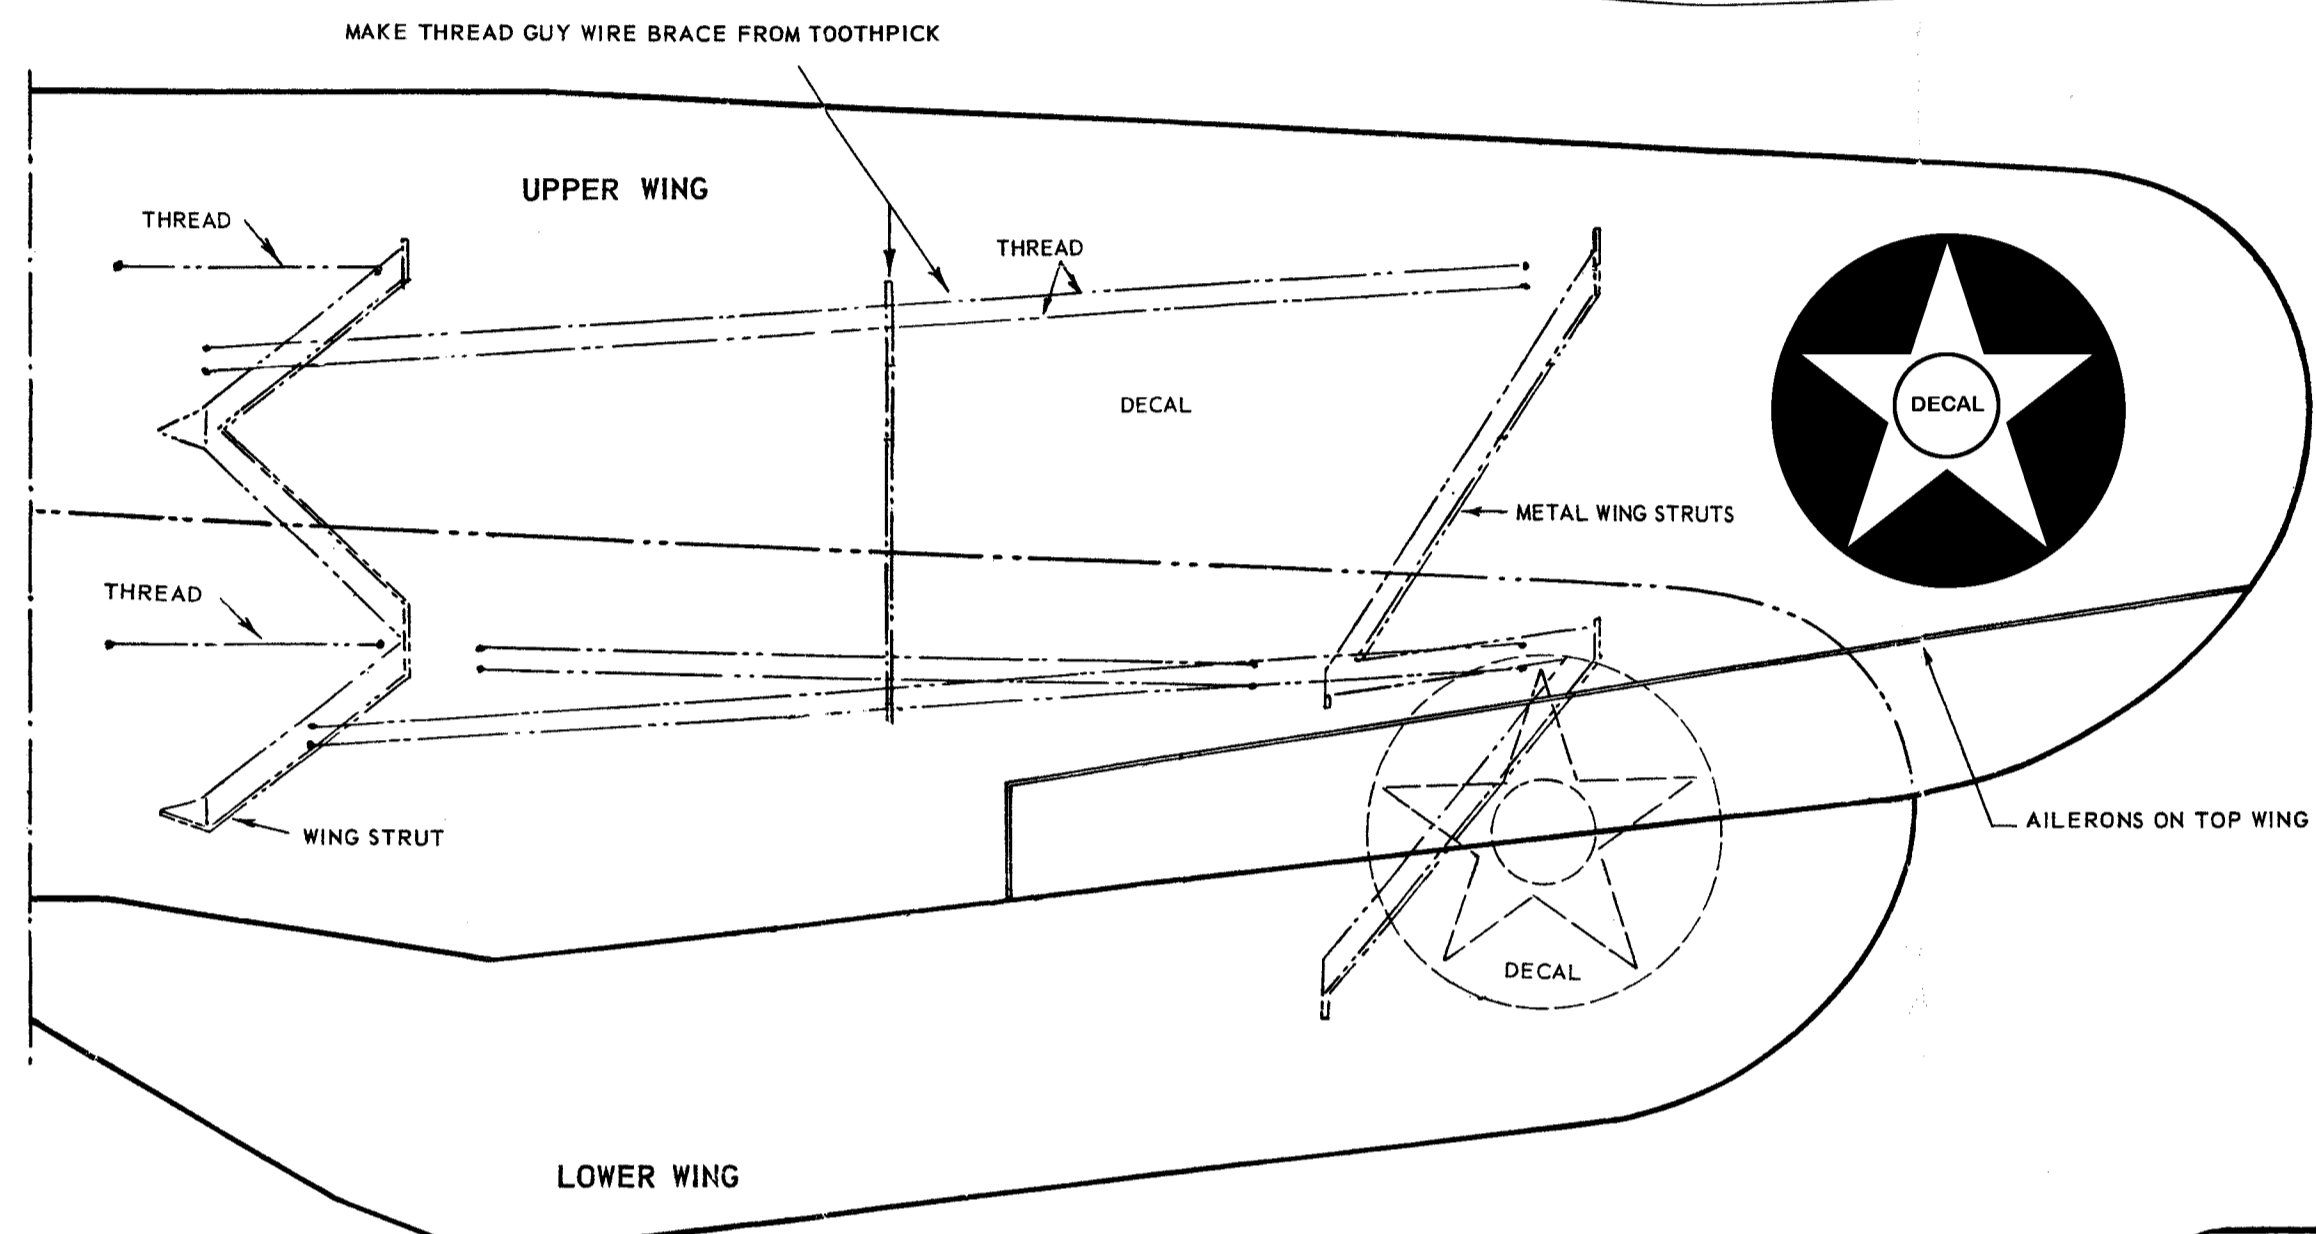 MAKE THREAD GUY WIRE BRACE FROM TOOTHPICK
UPPER WING
THREAD
THREAD
DECAL
DECAL
METAL WING STRUTS
THREAD
WING STRUT
AILERONS ON TOP WING
DECAL
LOWER WING